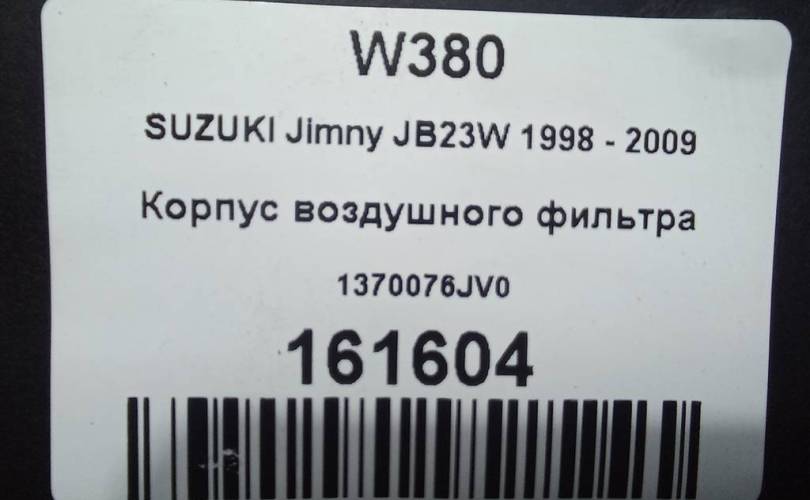 W380
SUZUKI Jimny JB23W 1998 - 2009
Корпус воздушного фильтра
1370076JV0
161604